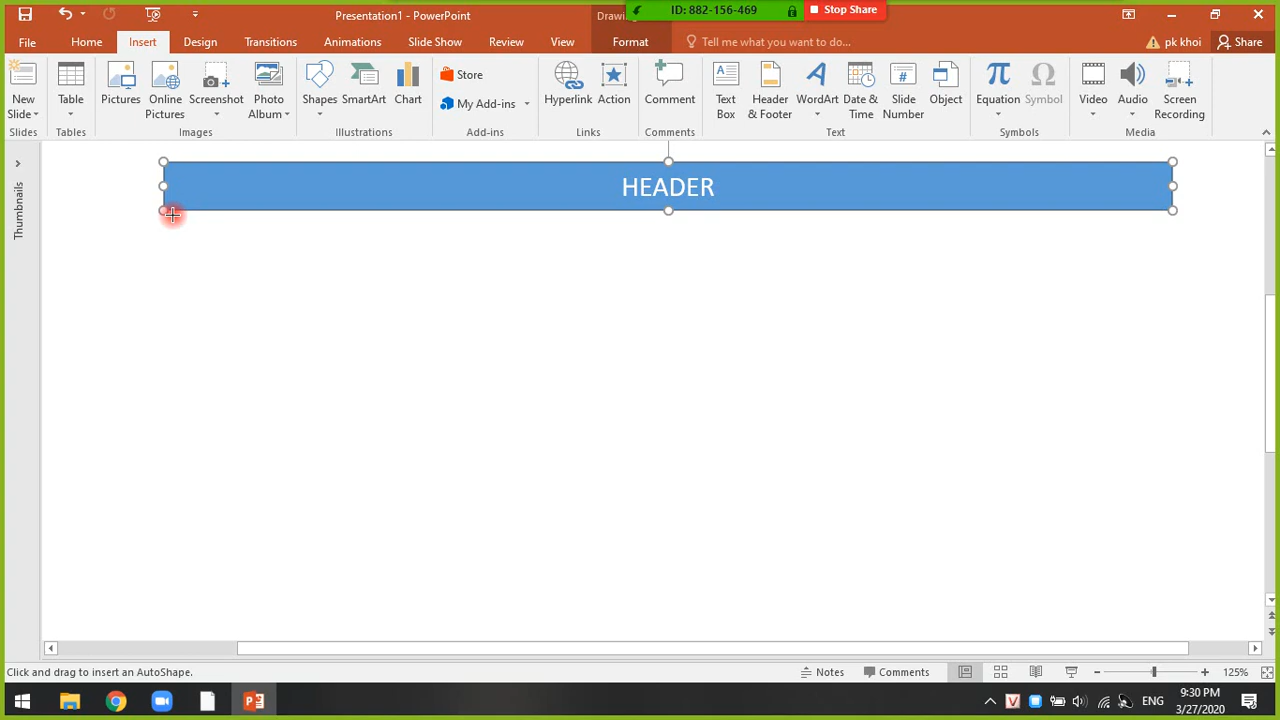 Presentation1 - PowerPoint
Drawing
ID: 882-156-469
Stop Share
File
Home
Insert
Design
Transitions
Animations
Slide Show
Review
View
Format
Tell me what you want to do...
pk khoi
Share
New Slide
Table
Pictures
Online Pictures
Screenshot
Photo Album
Shapes
SmartArt
Chart
Store
My Add-ins
Hyperlink
Action
Comment
Text Box
Header & Footer
WordArt
Date & Time
Slide Number
Object
Equation
Symbol
Video
Audio
Screen Recording
Slides
Tables
Images
Illustrations
Add-ins
Links
Comments
Text
Symbols
Media
Thumbnails
HEADER
Click and drag to insert an AutoShape.
Notes
Comments
125%
ENG
9:30 PM
3/27/2020